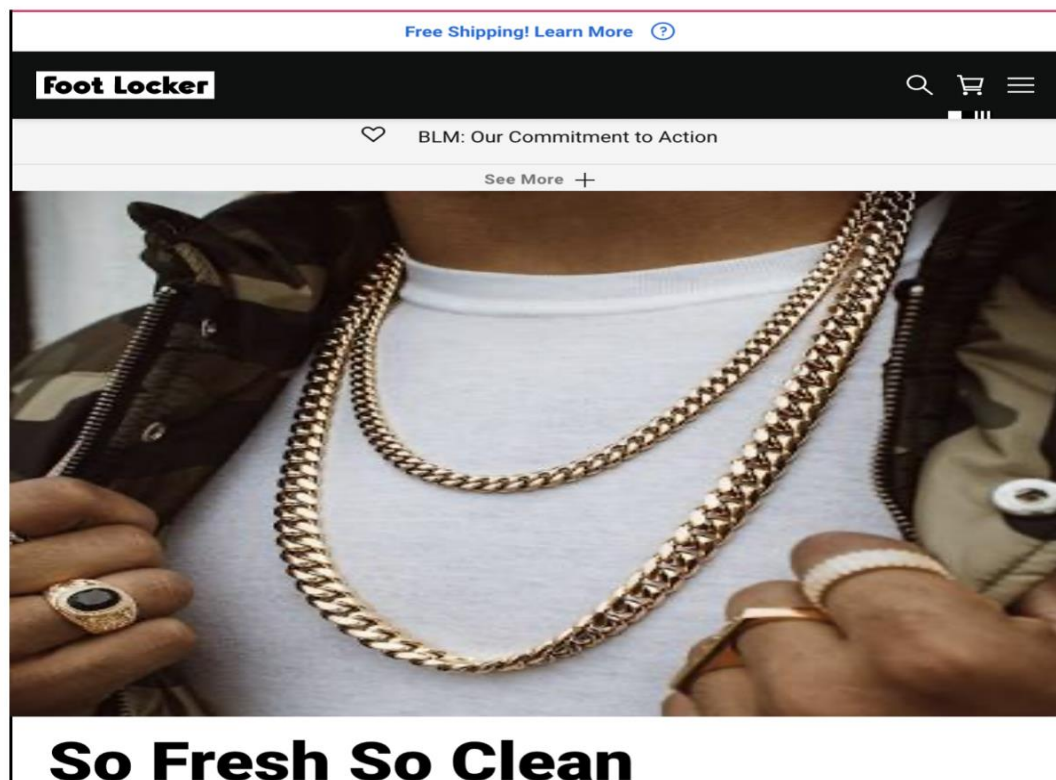 Free Shipping! Learn More ?
Foot Locker
BLM: Our Commitment to Action
See More +
So Fresh So Clean